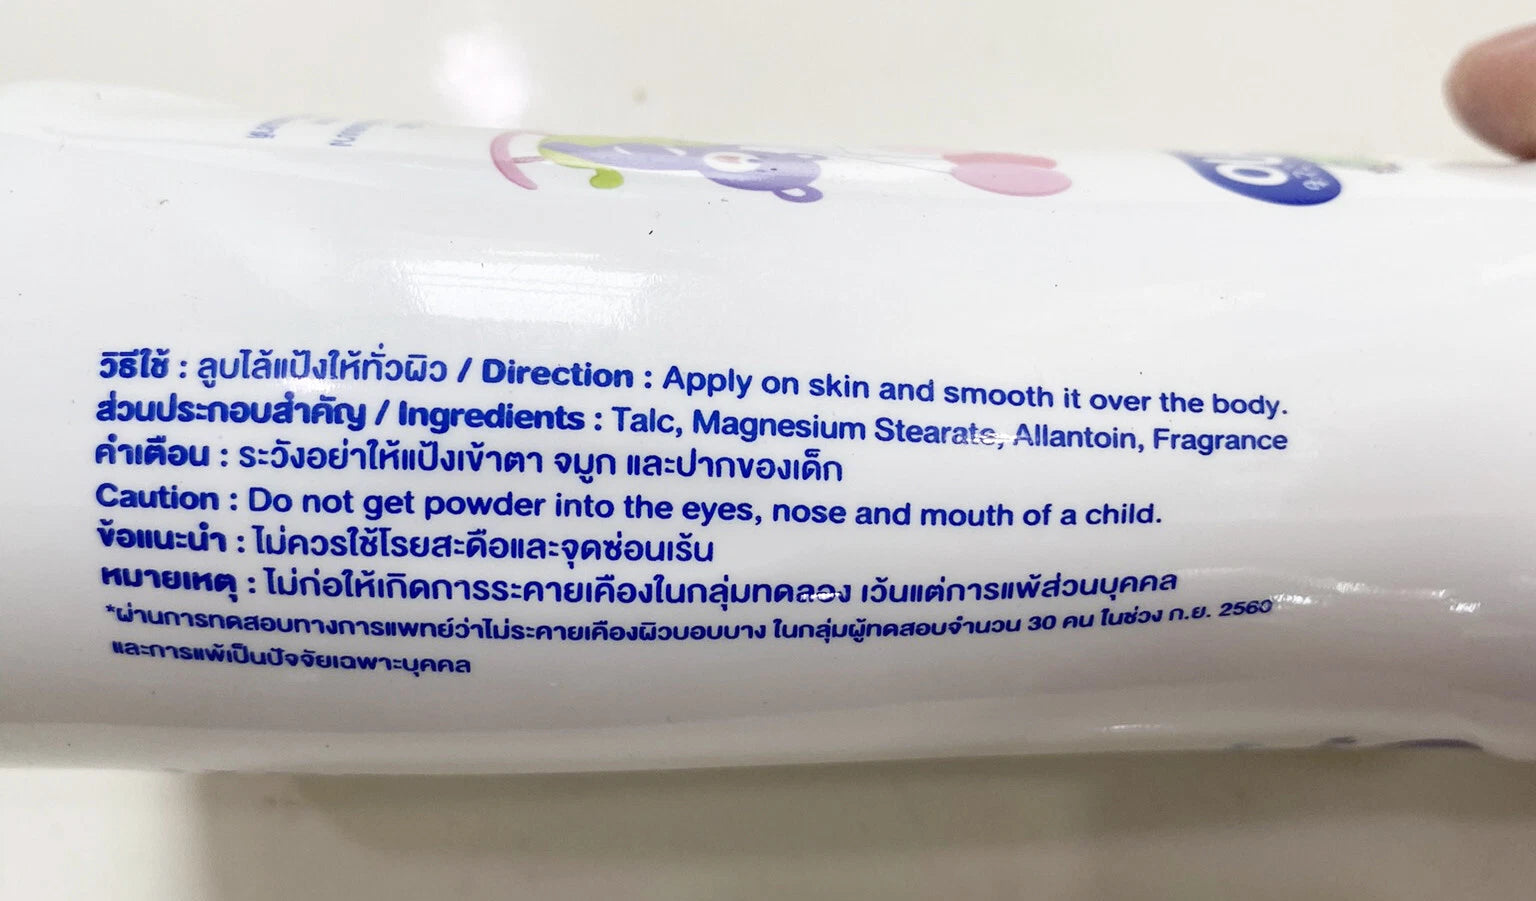 วิธีใช้ : ลูบไล้แป้งให้ทั่วผิว / Direction : Apply on skin and smooth it over the body.
ส่วนประกอบสำคัญ / Ingredients : Talc, Magnesium Stearate, Allantoin, Fragrance
คำเตือน : ระวังอย่าให้แป้งเข้าตา จมูก และปากของเด็ก
Caution : Do not get powder into the eyes, nose and mouth of a child.
ข้อแนะนำ : ไม่ควรใช้โรยสะดือและจุดซ่อนเร้น
หมายเหตุ : ไม่ก่อให้เกิดการระคายเคืองในกลุ่มทดลอง เว้นแต่การแพ้ส่วนบุคคล
*ผ่านการทดสอบทางการแพทย์ว่าไม่ระคายเคืองผิวบอบบาง ในกลุ่มผู้ทดสอบจำนวน 30 คน ในช่วง ก.ย. 2560
และการแพ้เป็นปัจจัยเฉพาะบุคคล